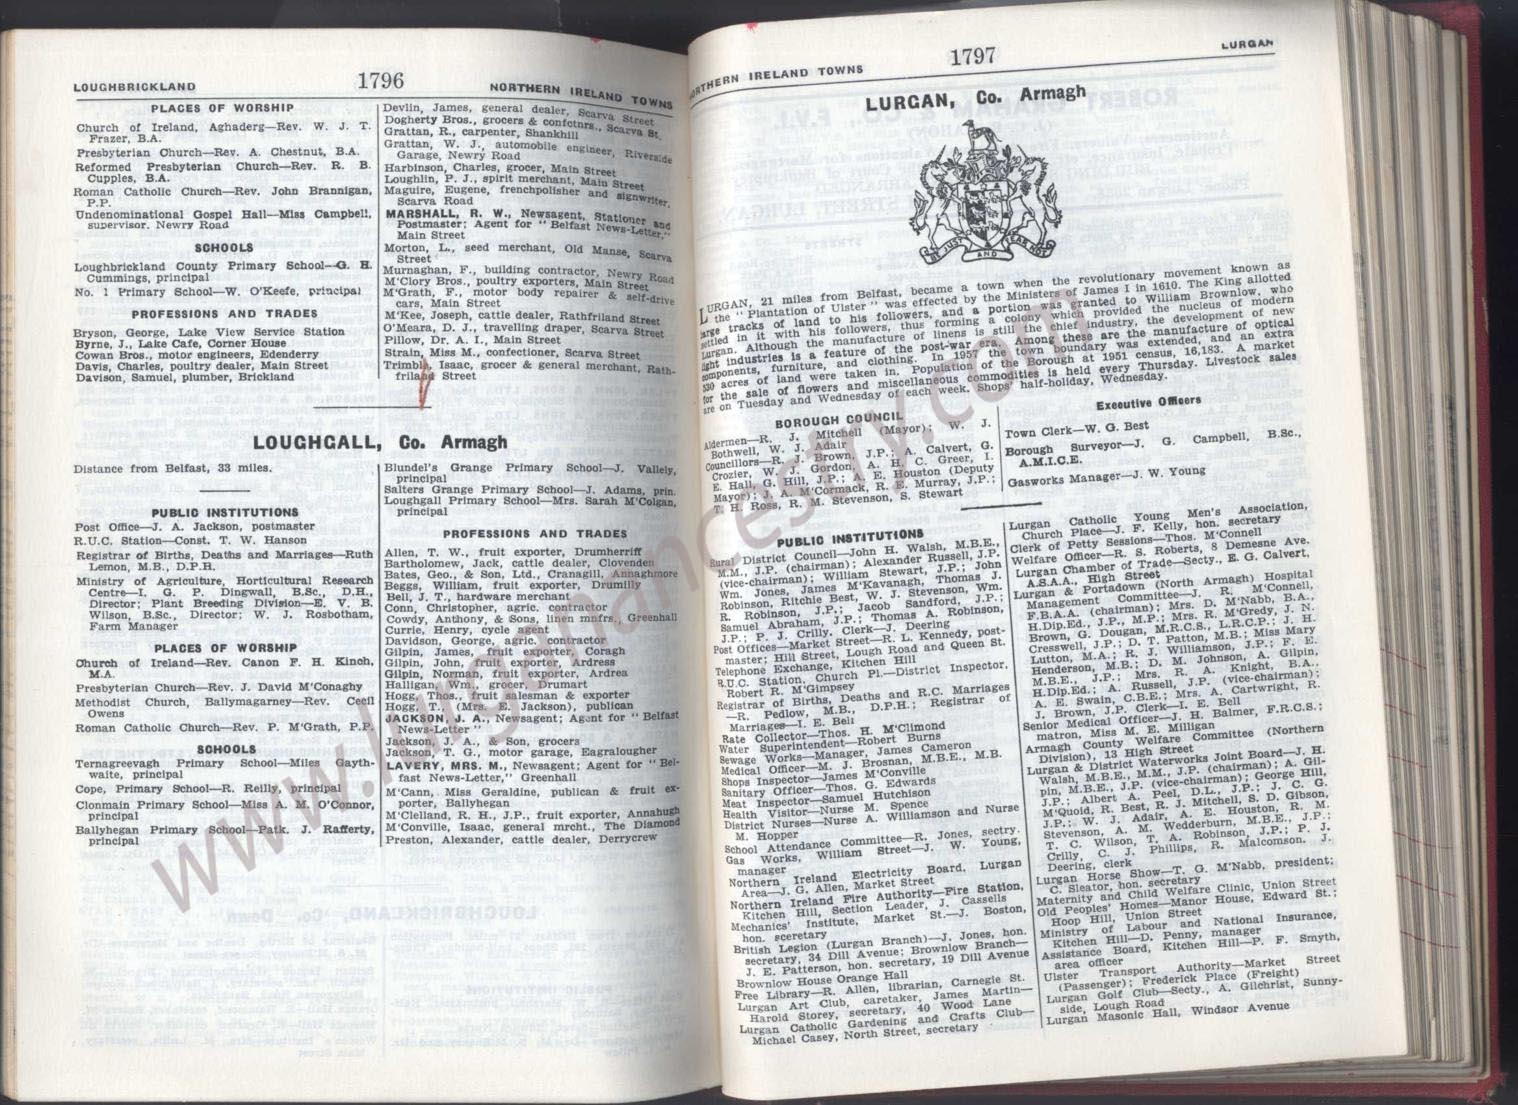 LOUGHBRICKLAND
1796
NORTHERN IRELAND TOWNS
PLACES OF WORSHIP
Church of Ireland, Aghaderg—Rev. W. J. T.
Frazer, B.A.
Presbyterian Church—Rev. A. Chestnut, B.A.
Reformed Presbyterian Church—Rev. R. B.
Cupples, B.A.
Roman Catholic Church—Rev. John Brannigan,
P.P.
Undenominational Gospel Hall—Miss Campbell,
supervisor. Newry Road
SCHOOLS
Loughbrickland County Primary School—G. H.
Cummings, principal
No. 1 Primary School—W. O'Keefe, principal
PROFESSIONS AND TRADES
Bryson, George, Lake View Service Station
Byrne, J., Lake Cafe, Corner House
Cowan Bros., motor engineers, Edenderry
Davis, Charles, poultry dealer, Main Street
Davison, Samuel, plumber, Brickland
Devlin, James, general dealer, Scarva Street
Dogherty Bros., grocers & confctnrs., Scarva St.
Grattan, R., carpenter, Shankhill
Grattan, W. J., automobile engineer, Riverside
Garage, Newry Road
Harbinson, Charles, grocer, Main Street
Loughlin, P. J., spirit merchant, Main Street
Maguire, Eugene, frenchpolisher and signwriter,
Scarva Road
MARSHALL, R. W., Newsagent, Stationer and
Postmaster; Agent for "Belfast News-Letter,"
Main Street
Morton, L., seed merchant, Old Manse, Scarva
Street
Murnaghan, F., building contractor, Newry Road
M'Clory Bros., poultry exporters, Main Street
M'Grath, F., motor body repairer & self-drive
cars, Main Street
M'Kee, Joseph, cattle dealer, Rathfriland Street
O'Meara, D. J., travelling draper, Scarva Street
Pillow, Dr. A. I., Main Street
Strain, Miss M., confectioner, Scarva Street
Trimble, Isaac, grocer & general merchant, Rath-
friland Street
LOUGHGALL, Co. Armagh
Distance from Belfast, 33 miles.
PUBLIC INSTITUTIONS
Post Office—J. A. Jackson, postmaster
R.U.C. Station—Const. T. W. Hanson
Registrar of Births, Deaths and Marriages—Ruth
Lemon, M.B., D.P.H.
Ministry of Agriculture, Horticultural Research
Centre—I. G. P. Dingwall, B.Sc., D.H.,
Director; Plant Breeding Division—E. V. B.
Wilson, B.Sc., Director; W. J. Rosbotham,
Farm Manager
PLACES OF WORSHIP
Church of Ireland—Rev. Canon F. H. Kinch,
M.A.
Presbyterian Church—Rev. J. David M'Conaghy
Methodist Church, Ballymagarney—Rev. Cecil
Owens
Roman Catholic Church—Rev. P. M'Grath, P.P.
SCHOOLS
Ternagreevagh Primary School—Miles Gayth-
waite, principal
Cope, Primary School—R. Reilly, principal
Clonmain Primary School—Miss A. M. O'Connor,
principal
Ballyhegan Primary School—Patk. J. Rafferty,
principal
Blundel's Grange Primary School—J. Vallely,
principal
Salters Grange Primary School—J. Adams, prin.
Loughgall Primary School—Mrs. Sarah M'Colgan,
principal
PROFESSIONS AND TRADES
Allen, T. W., fruit exporter, Drumherriff
Bartholomew, Jack, cattle dealer, Clovenden
Bates, Geo., & Son, Ltd., Cranagill, Annaghmore
Beggs, William, fruit exporter, Drumilly
Bell, J. T., hardware merchant
Conn, Christopher, agric. contractor
Cowdy, Anthony, & Sons, linen mnfrs., Greenhall
Currie, Henry, cycle agent
Davidson, George, agric. contractor
Gilpin, James, fruit exporter, Coragh
Gilpin, John, fruit exporter, Ardress
Gilpin, Norman, fruit exporter, Ardrea
Halligan, Wm., grocer, Drumart
Hogg, Thos., fruit salesman & exporter
Hogg, T., (Mrs. J. Jackson), publican
JACKSON, J. A., Newsagent; Agent for "Belfast
News-Letter"
Jackson, J. A., & Son, grocers
Jackson, T. G., motor garage, Eagralougher
LAVERY, MRS. M., Newsagent; Agent for "Bel-
fast News-Letter," Greenhall
M'Cann, Miss Geraldine, publican & fruit ex-
porter, Ballyhegan
M'Clelland, R. H., J.P., fruit exporter, Annahugh
M'Conville, Isaac, general mrcht., The Diamond
Preston, Alexander, cattle dealer, Derrycrew
NORTHERN IRELAND TOWNS
1797
LURGAN
LURGAN, Co. Armagh
BE JUST AND FEAR NOT
LURGAN, 21 miles from Belfast, became a town when the revolutionary movement known as
the "Plantation of Ulster" was effected by the Ministers of James I in 1610. The King allotted
large tracks of land to his followers, and a portion was granted to William Brownlow, who
settled in it with his followers, thus forming a colony which provided the nucleus of modern
Lurgan. Although the manufacture of linens is still the chief industry, the development of new
light industries is a feature of the post-war era. Among these are the manufacture of optical
components, furniture, and clothing. In 1957 the town boundary was extended, and an extra
530 acres of land were taken in. Population of the Borough at 1951 census, 16,183. A market
for the sale of flowers and miscellaneous commodities is held every Thursday. Livestock sales
are on Tuesday and Wednesday of each week. Shops' half-holiday, Wednesday.
BOROUGH COUNCIL
Aldermen—R. J. Mitchell (Mayor); W. J.
Bothwell, W. J. Adair
Councillors—R. J. Brown, J.P.; A. Calvert, G.
Crozier, W. J. Gordon, A. H. C. Greer, I.
E. Hall, G. Hill, J.P.; A. E. Houston (Deputy
Mayor); J. A. M'Cormack, R. E. Murray, J.P.;
T. H. Ross, R. M. Stevenson, S. Stewart
Executive Officers
Town Clerk—W. G. Best
Borough Surveyor—J. G. Campbell, B.Sc.,
A.M.I.C.E.
Gasworks Manager—J. W. Young
PUBLIC INSTITUTIONS
Rural District Council—John H. Walsh, M.B.E.,
M.M., J.P. (chairman); Alexander Russell, J.P.
(vice-chairman); William Stewart, J.P.; John
Wm. Jones, James M'Kavanagh, Thomas J.
Robinson, Ritchie Best, W. J. Stevenson, Wm.
R. Robinson, J.P.; Jacob Sandford, J.P.;
Samuel Abraham, J.P.; Thomas A. Robinson,
J.P.; P. J. Crilly. Clerk—J. Deering
Post Offices—Market Street—R. L. Kennedy, post-
master; Hill Street, Lough Road and Queen St.
Telephone Exchange, Kitchen Hill
R.U.C. Station, Church Pl.—District Inspector,
Robert R. M'Gimpsey
Registrar of Births, Deaths and R.C. Marriages
—R. Pedlow, M.B., D.P.H.; Registrar of
Marriages—I. E. Bell
Rate Collector—Thos. H. M'Climond
Water Superintendent—Robert Burns
Sewage Works—Manager, James Cameron
Medical Officer—M. J. Brosnan, M.B.E., M.B.
Shops Inspector—James M'Conville
Sanitary Officer—Thos. G. Edwards
Meat Inspector—Samuel Hutchison
Health Visitor—Nurse M. Spence
District Nurses—Nurse A. Williamson and Nurse
M. Hopper
School Attendance Committee—R. Jones, sectry.
Gas Works, William Street—J. W. Young,
manager
Northern Ireland Electricity Board, Lurgan
Area—J. G. Allen, Market Street
Northern Ireland Fire Authority—Fire Station,
Kitchen Hill, Section Leader, J. Cassells
Mechanics' Institute, Market St.—J. Boston,
hon. secretary
British Legion (Lurgan Branch)—J. Jones, hon.
secretary, 34 Dill Avenue; Brownlow Branch—
J. E. Patterson, hon. secretary, 19 Dill Avenue
Brownlow House Orange Hall
Free Library—R. Allen, librarian, Carnegie St.
Lurgan Art Club, caretaker, James Martin—
Harold Storey, secretary, 40 Wood Lane
Lurgan Catholic Gardening and Crafts Club—
Michael Casey, North Street, secretary
Lurgan Catholic Young Men's Association,
Church Place—J. F. Kelly, hon. secretary
Clerk of Petty Sessions—Thos. M'Connell
Welfare Officer—R. S. Roberts, 8 Demesne Ave.
Lurgan Chamber of Trade—Secty., E. G. Calvert,
A.S.A.A., High Street
Lurgan & Portadown (North Armagh) Hospital
Management Committee—J. R. M'Connell,
F.B.A.A. (chairman); Mrs. D. M'Nabb, B.A.,
H.Dip.Ed., J.P., M.P.; Mrs. R. M'Gredy, J. N.
Brown, G. Dougan, M.R.C.S., L.R.C.P.; J. H.
Cresswell, J.P.; D. T. Patton, M.B.; Miss Mary
Lutton, M.A.; R. J. Williamson, J.P.; F. E.
Henderson, M.B.; D. M. Johnson, A. Gilpin,
M.B.E., J.P.; Mrs. R. A. Knight, B.A.,
H.Dip.Ed.; A. Russell, J.P. (vice-chairman);
A. E. Swain, C.B.E.; Mrs. A. Cartwright, R.
J. Brown, J.P. Clerk—I. E. Bell
Senior Medical Officer—J. H. Balmer, F.R.C.S.;
matron, Miss M. E. Milligan
Armagh County Welfare Committee (Northern
Division), 13 High Street
Lurgan & District Waterworks Joint Board—J. H.
Walsh, M.B.E., M.M., J.P. (chairman); A. Gil-
pin, M.B.E., J.P. (vice-chairman); George Hill,
J.P.; Albert A. Peel, D.L., J.P.; J. C. G.
M'Quoid, R. Best, R. J. Mitchell, S. D. Gibson,
J.P.; W. J. Adair, A. E. Houston, R. M.
Stevenson, A. M. Wedderburn, M.B.E., J.P.;
T. C. Wilson, T. A. Robinson, J.P.; P. J.
Crilly, C. J. Phillips, R. Malcomson. J.
Deering, clerk
Lurgan Horse Show—T. G. M'Nabb, president;
C. Sleator, hon. secretary
Maternity and Child Welfare Clinic, Union Street
Old Peoples' Homes—Manor House, Edward St.;
Hoop Hill, Union Street
Ministry of Labour and National Insurance,
Kitchen Hill—D. Penny, manager
Assistance Board, Kitchen Hill—P. F. Smyth,
area officer
Ulster Transport Authority—Market Street
(Passenger); Frederick Place (Freight)
Lurgan Golf Club—Secty., A. Gilchrist, Sunny-
side, Lough Road
Lurgan Masonic Hall, Windsor Avenue
www.lurganancestry.com